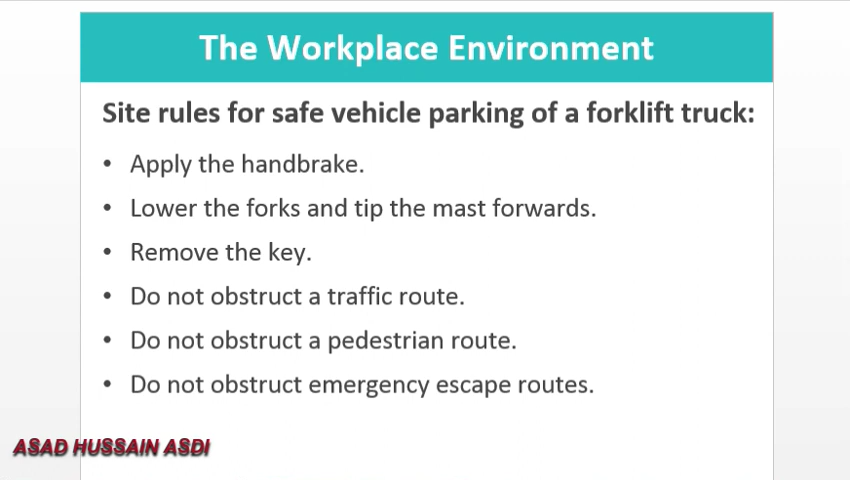 The Workplace Environment
Site rules for safe vehicle parking of a forklift truck:
• Apply the handbrake.
• Lower the forks and tip the mast forwards.
• Remove the key.
• Do not obstruct a traffic route.
• Do not obstruct a pedestrian route.
• Do not obstruct emergency escape routes.
ASAD HUSSAIN ASDI